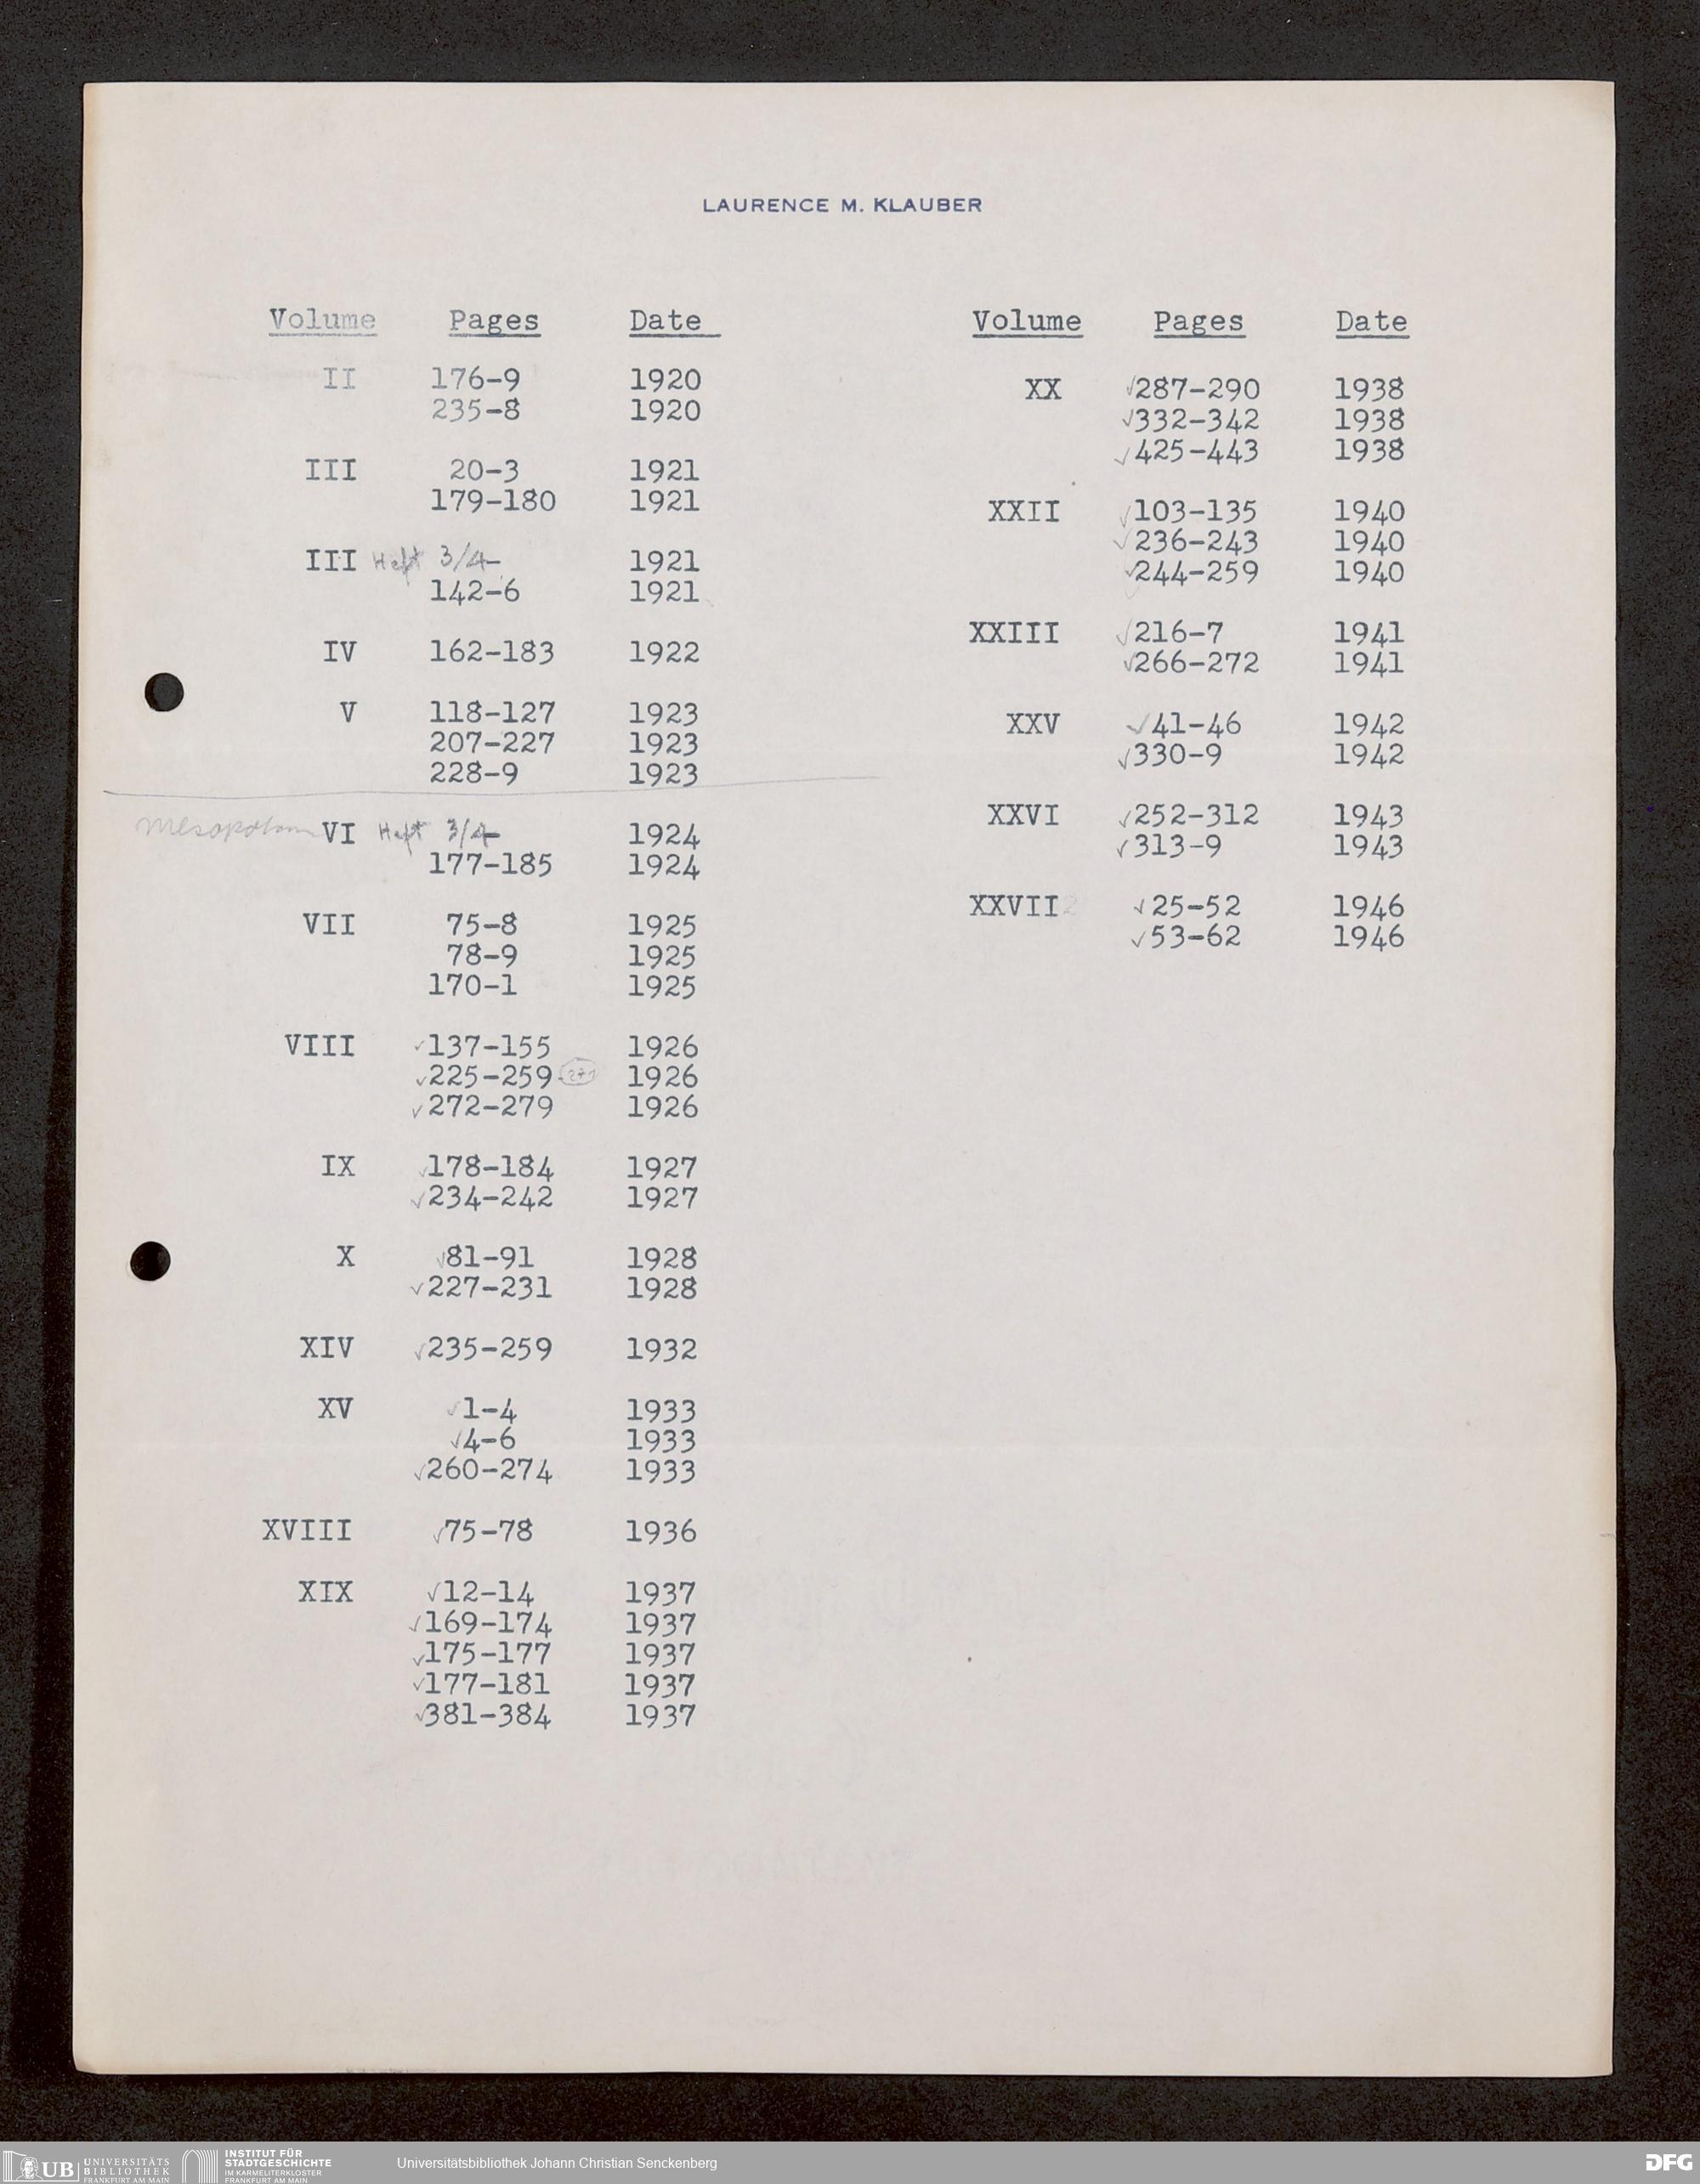 LAURENCE M. KLAUBER
Volume Pages Date
II 176-9 1920
235-8 1920
III 20-3 1921
179-180 1921
III Heft 3/4- 1921
142-6 1921
IV 162-183 1922
V 118-127 1923
207-227 1923
228-9 1923
VI Heft 3/4- 1924
177-185 1924
VII 75-8 1925
78-9 1925
170-1 1925
VIII ✓137-155 1926
✓225-259 1926
✓272-279 1926
IX ✓178-184 1927
✓234-242 1927
X ✓81-91 1928
✓227-231 1928
XIV ✓235-259 1932
XV ✓1-4 1933
✓4-6 1933
✓260-274 1933
XVIII ✓75-78 1936
XIX ✓12-14 1937
✓169-174 1937
✓175-177 1937
✓177-181 1937
✓381-384 1937
Volume Pages Date
XX ✓287-290 1938
✓332-342 1938
✓425-443 1938
XXII ✓103-135 1940
✓236-243 1940
✓244-259 1940
XXIII ✓216-7 1941
✓266-272 1941
XXV ✓41-46 1942
✓330-9 1942
XXVI ✓252-312 1943
✓313-9 1943
XXVII ✓25-52 1946
✓53-62 1946
UB UNIVERSITÄTS
BIBLIOTHEK
FRANKFURT AM MAIN
INSTITUT FÜR
STADTGESCHICHTE
IM KARMELITERKLOSTER
FRANKFURT AM MAIN
Universitätsbibliothek Johann Christian Senckenberg
DFG